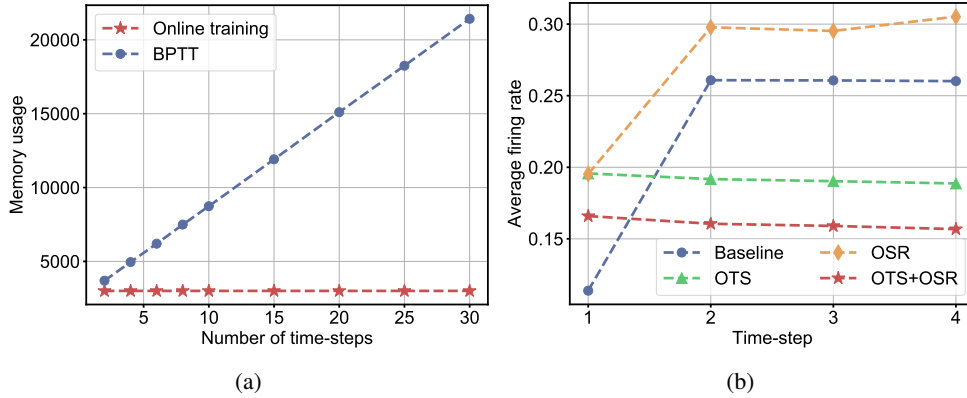 Online training
BPTT
20000
15000
10000
5000
Memory usage
5 10 15 20 25 30
Number of time-steps
(a)
0.30
0.25
0.20
0.15
Average firing rate
Baseline OSR
OTS OTS+OSR
1 2 3 4
Time-step
(b)